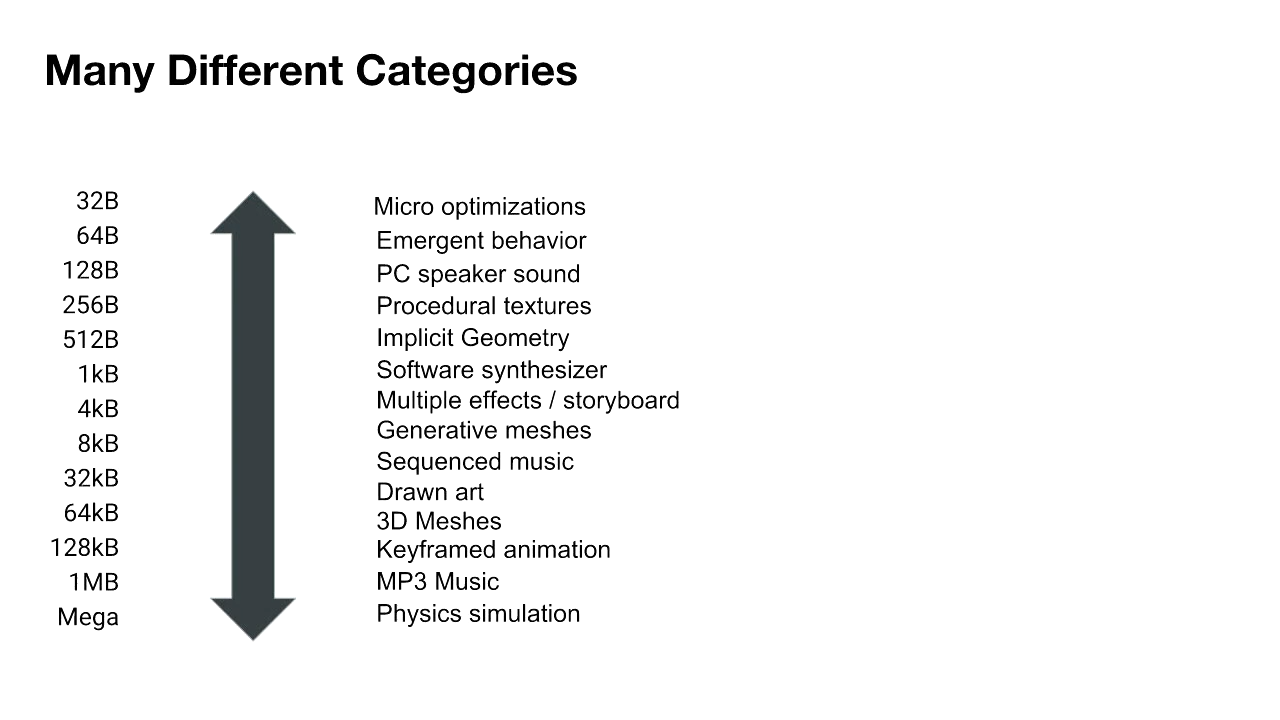 Many Different Categories
32B
64B
128B
256B
512B
1kB
4kB
8kB
32kB
64kB
128kB
1MB
Mega
Micro optimizations
Emergent behavior
PC speaker sound
Procedural textures
Implicit Geometry
Software synthesizer
Multiple effects / storyboard
Generative meshes
Sequenced music
Drawn art
3D Meshes
Keyframed animation
MP3 Music
Physics simulation